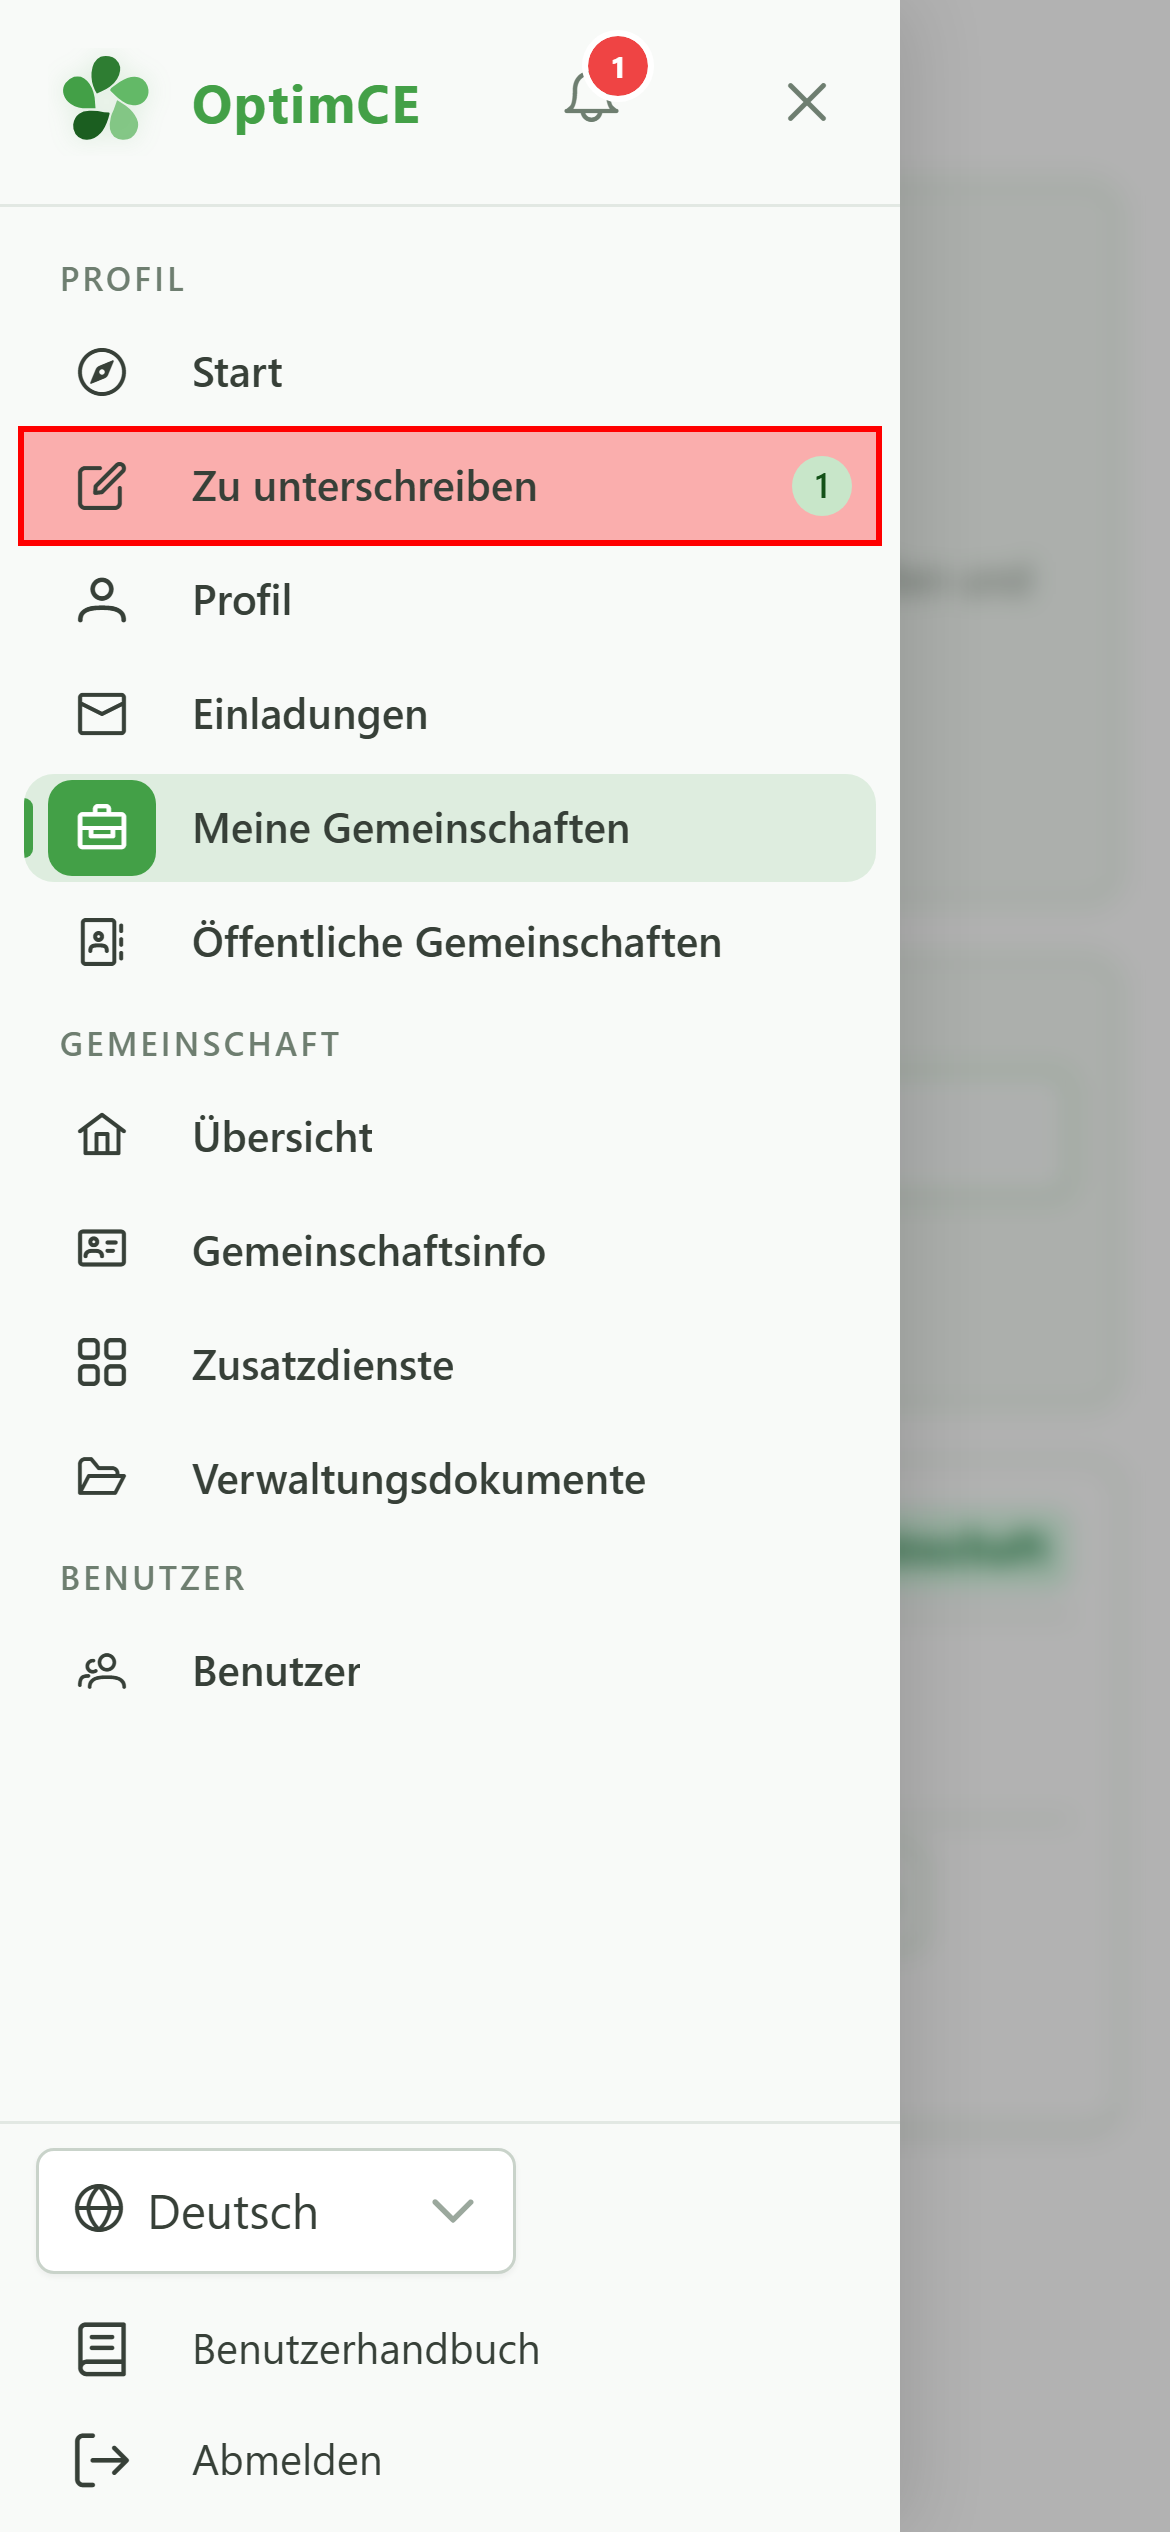 OptimCE
1
PROFIL
Start
Zu unterschreiben
1
Profil
Einladungen
Meine Gemeinschaften
Öffentliche Gemeinschaften
GEMEINSCHAFT
Übersicht
Gemeinschaftsinfo
Zusatzdienste
Verwaltungsdokumente
BENUTZER
Benutzer
Deutsch
Benutzerhandbuch
Abmelden